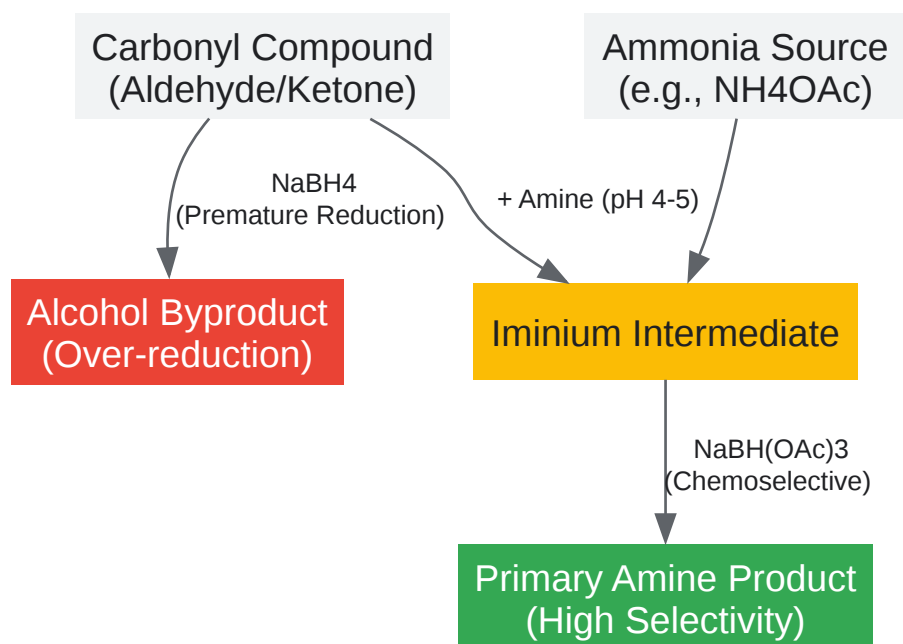 Carbonyl Compound
(Aldehyde/Ketone)
Ammonia Source
(e.g., NH4OAc)
NaBH4
(Premature Reduction)
+ Amine (pH 4-5)
Alcohol Byproduct
(Over-reduction)
Iminium Intermediate
NaBH(OAc)3
(Chemoselective)
Primary Amine Product
(High Selectivity)